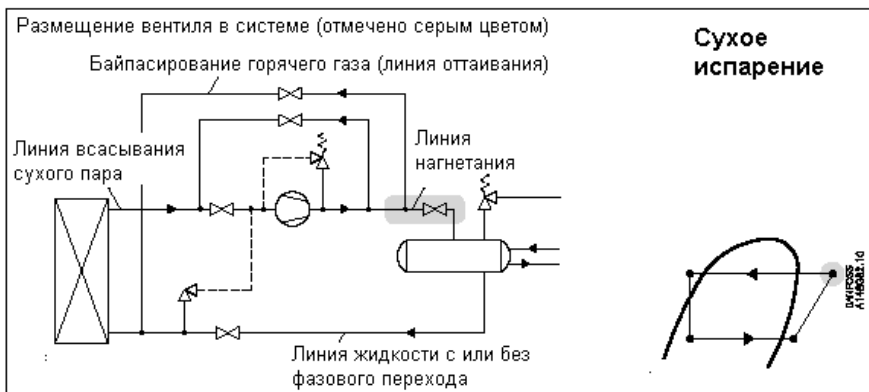 Размещение вентиля в системе (отмечено серым цветом)
Байпасирование горячего газа (линия оттаивания)
Линия всасывания
сухого пара
Линия
нагнетания
Линия жидкости с или без
фазового перехода
Сухое
испарение
DANFOSS